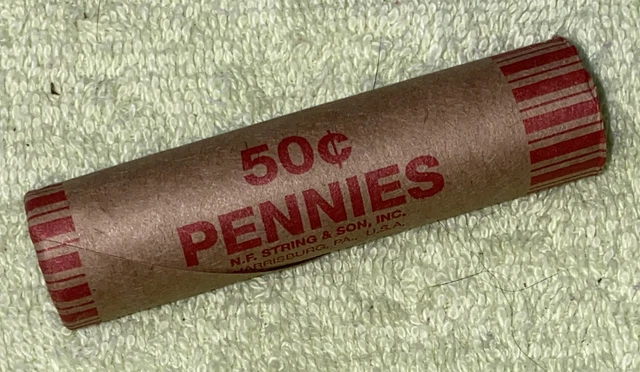 50¢
PENNIES
N.F. STRING & SON, INC.
HARRISBURG, PA., U.S.A.